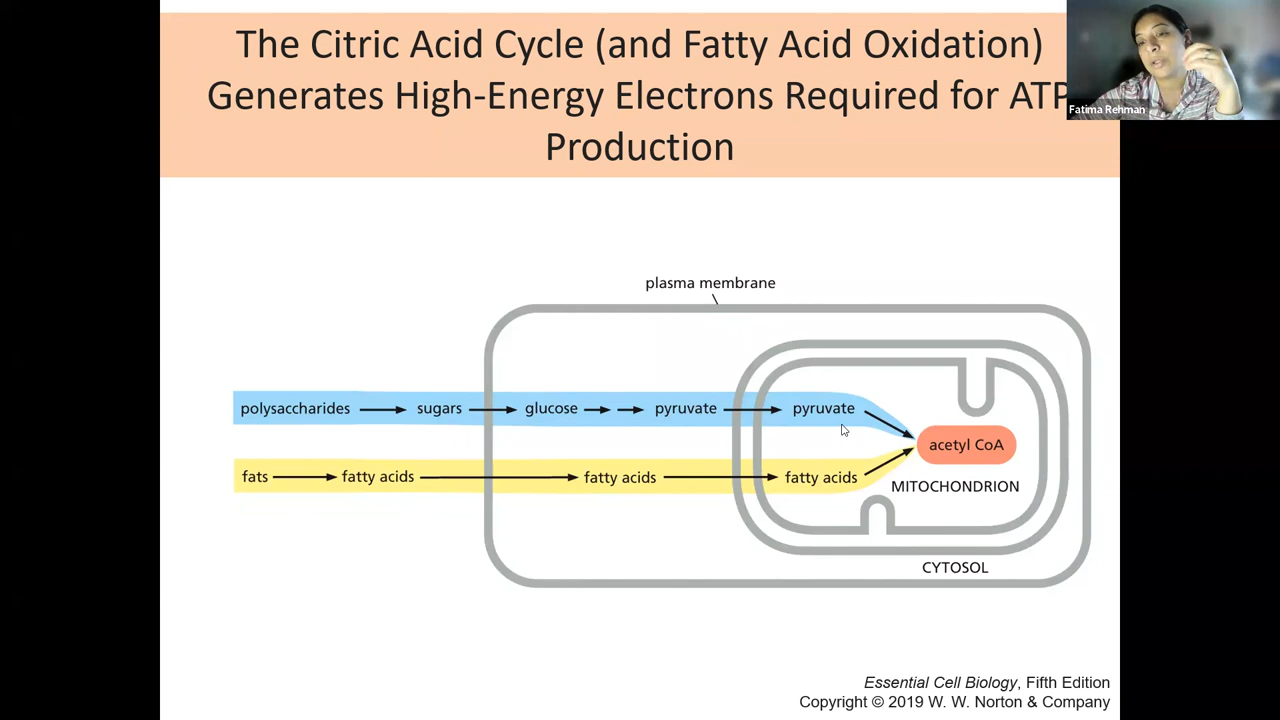 The Citric Acid Cycle (and Fatty Acid Oxidation)
Generates High-Energy Electrons Required for ATP
Production
Fatima Rehman
plasma membrane
polysaccharides sugars glucose pyruvate pyruvate
acetyl CoA
fats fatty acids fatty acids fatty acids
MITOCHONDRION
CYTOSOL
Essential Cell Biology, Fifth Edition
Copyright © 2019 W. W. Norton & Company